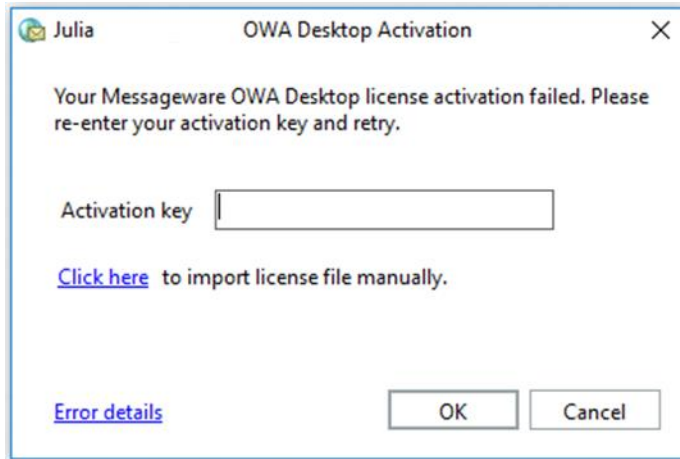 Julia OWA Desktop Activation
Your Messageware OWA Desktop license activation failed. Please
re-enter your activation key and retry.
Activation key
Click here to import license file manually.
Error details OK Cancel